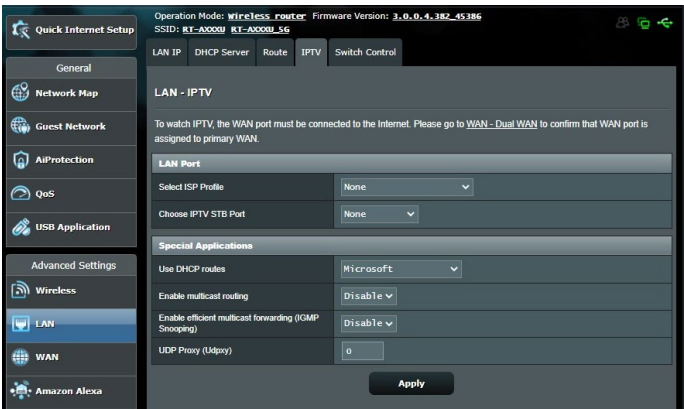 Quick Internet Setup
General
Network Map
Guest Network
AiProtection
QoS
USB Application
Advanced Settings
Wireless
LAN
WAN
Amazon Alexa
Operation Mode: Wireless router Firmware Version: 3.0.0.4.382_45386
SSID: RT-AXXXU RT-AXXXU_5G
LAN IP DHCP Server Route IPTV Switch Control
LAN - IPTV
To watch IPTV, the WAN port must be connected to the Internet. Please go to WAN - Dual WAN to confirm that WAN port is
assigned to primary WAN.
LAN Port
Select ISP Profile None
Choose IPTV STB Port None
Special Applications
Use DHCP routes Microsoft
Enable multicast routing Disable
Enable efficient multicast forwarding (IGMP
Snooping) Disable
UDP Proxy (Udpxy) 0
Apply